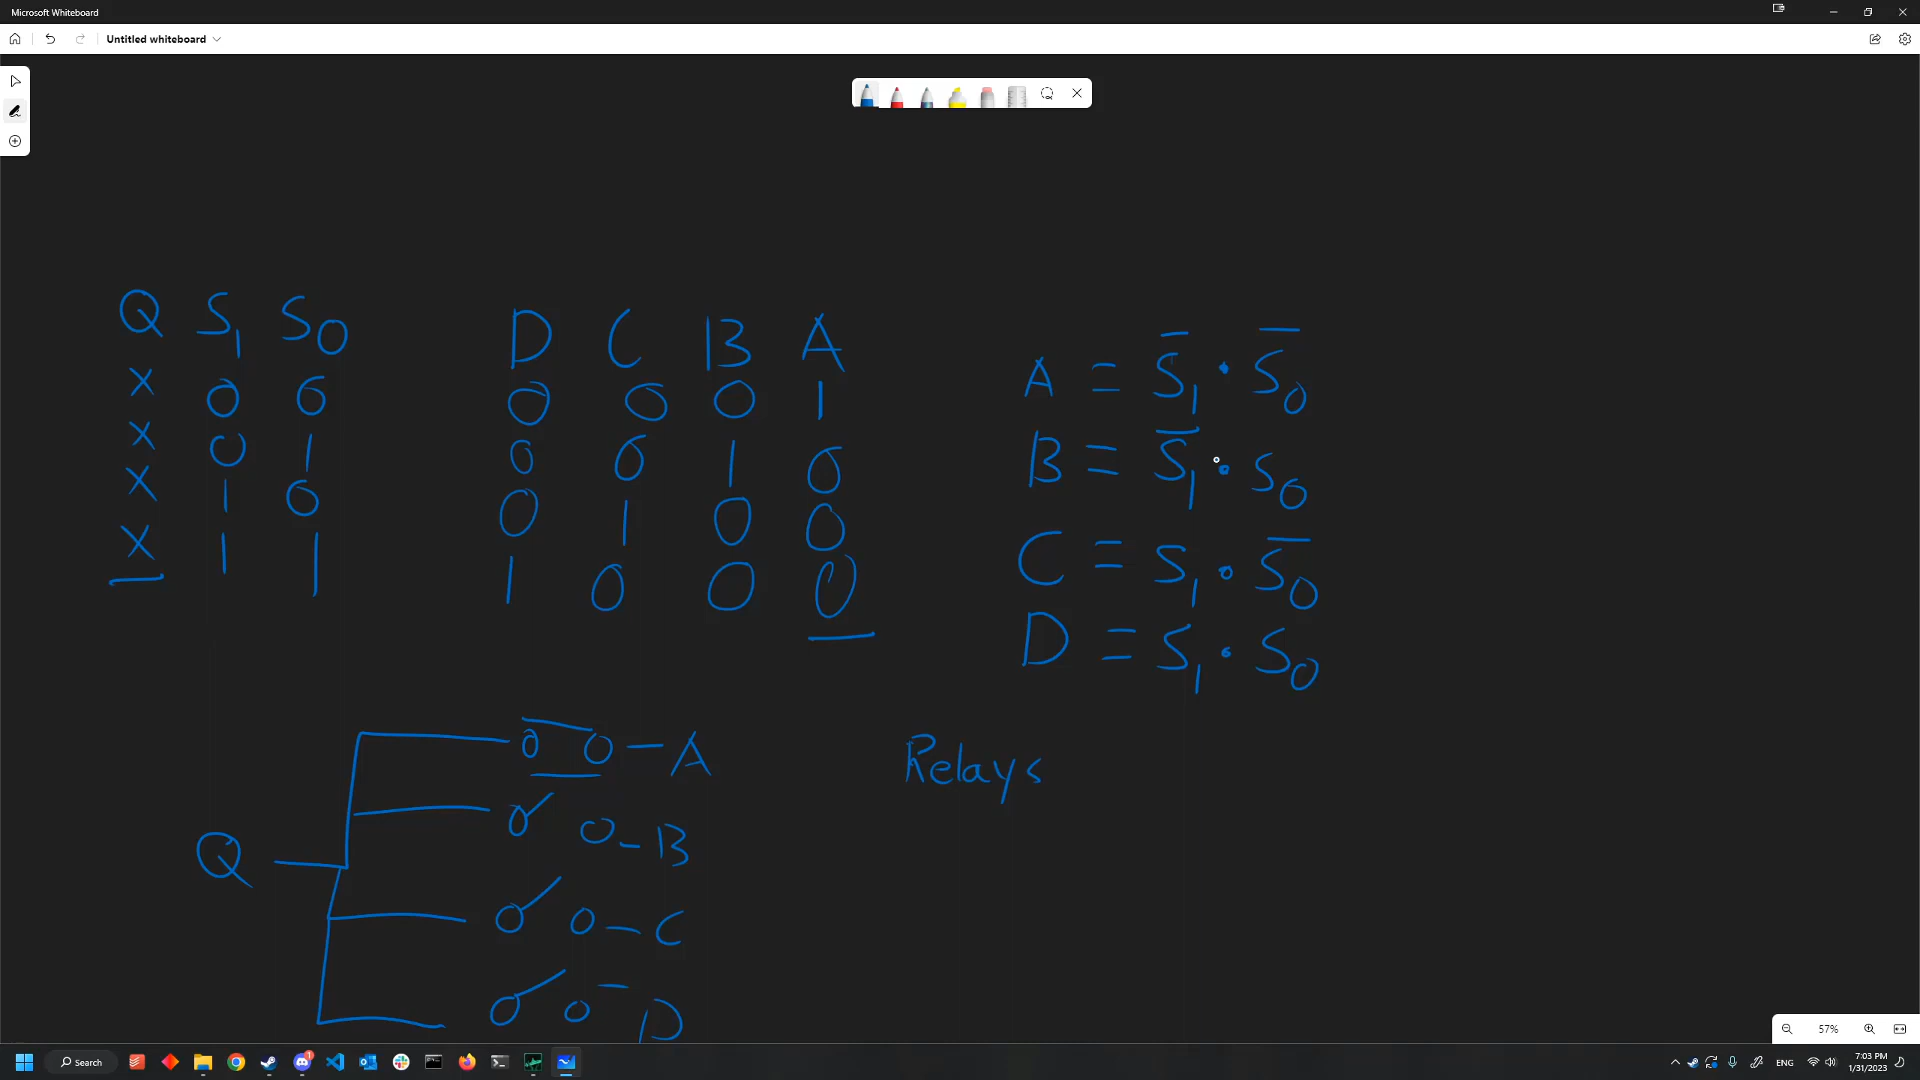 Microsoft Whiteboard
Untitled whiteboard
Q S₁ S₀ D C B A
X 0 0 0 0 0 1
X 0 1 0 0 1 0
X 1 0 0 1 0 0
X 1 1 1 0 0 0
A = S̅₁ · S̅₀
B = S̅₁ · S₀
C = S₁ · S̅₀
D = S₁ · S₀
Q
A
B
C
D
Relays
57%
Search
1
ENG
7:03 PM
1/31/2023